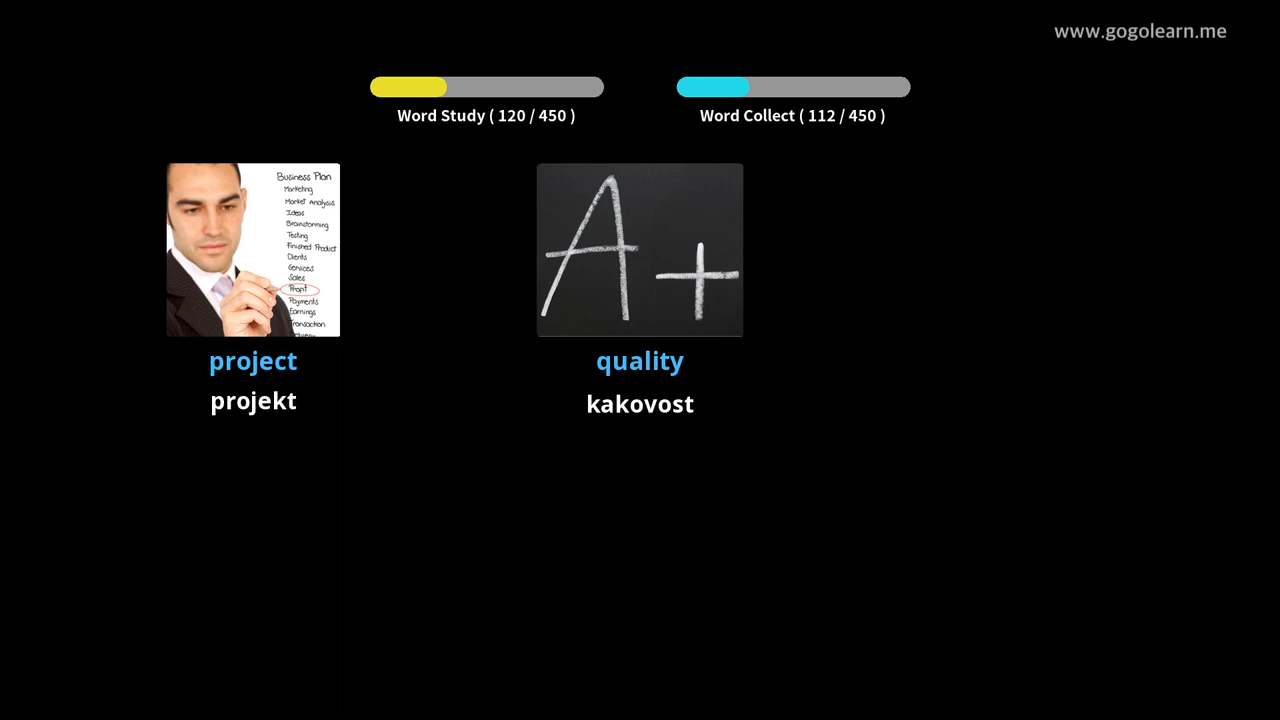 www.gogolearn.me
Word Study ( 120 / 450 )
Word Collect ( 112 / 450 )
Business Plan
Marketing
Market Analysis
Ideas
Brainstorming
Testing
Finished Product
Clients
Services
Sales
Profit
Payments
Earnings
Transaction
A+
project
quality
projekt
kakovost